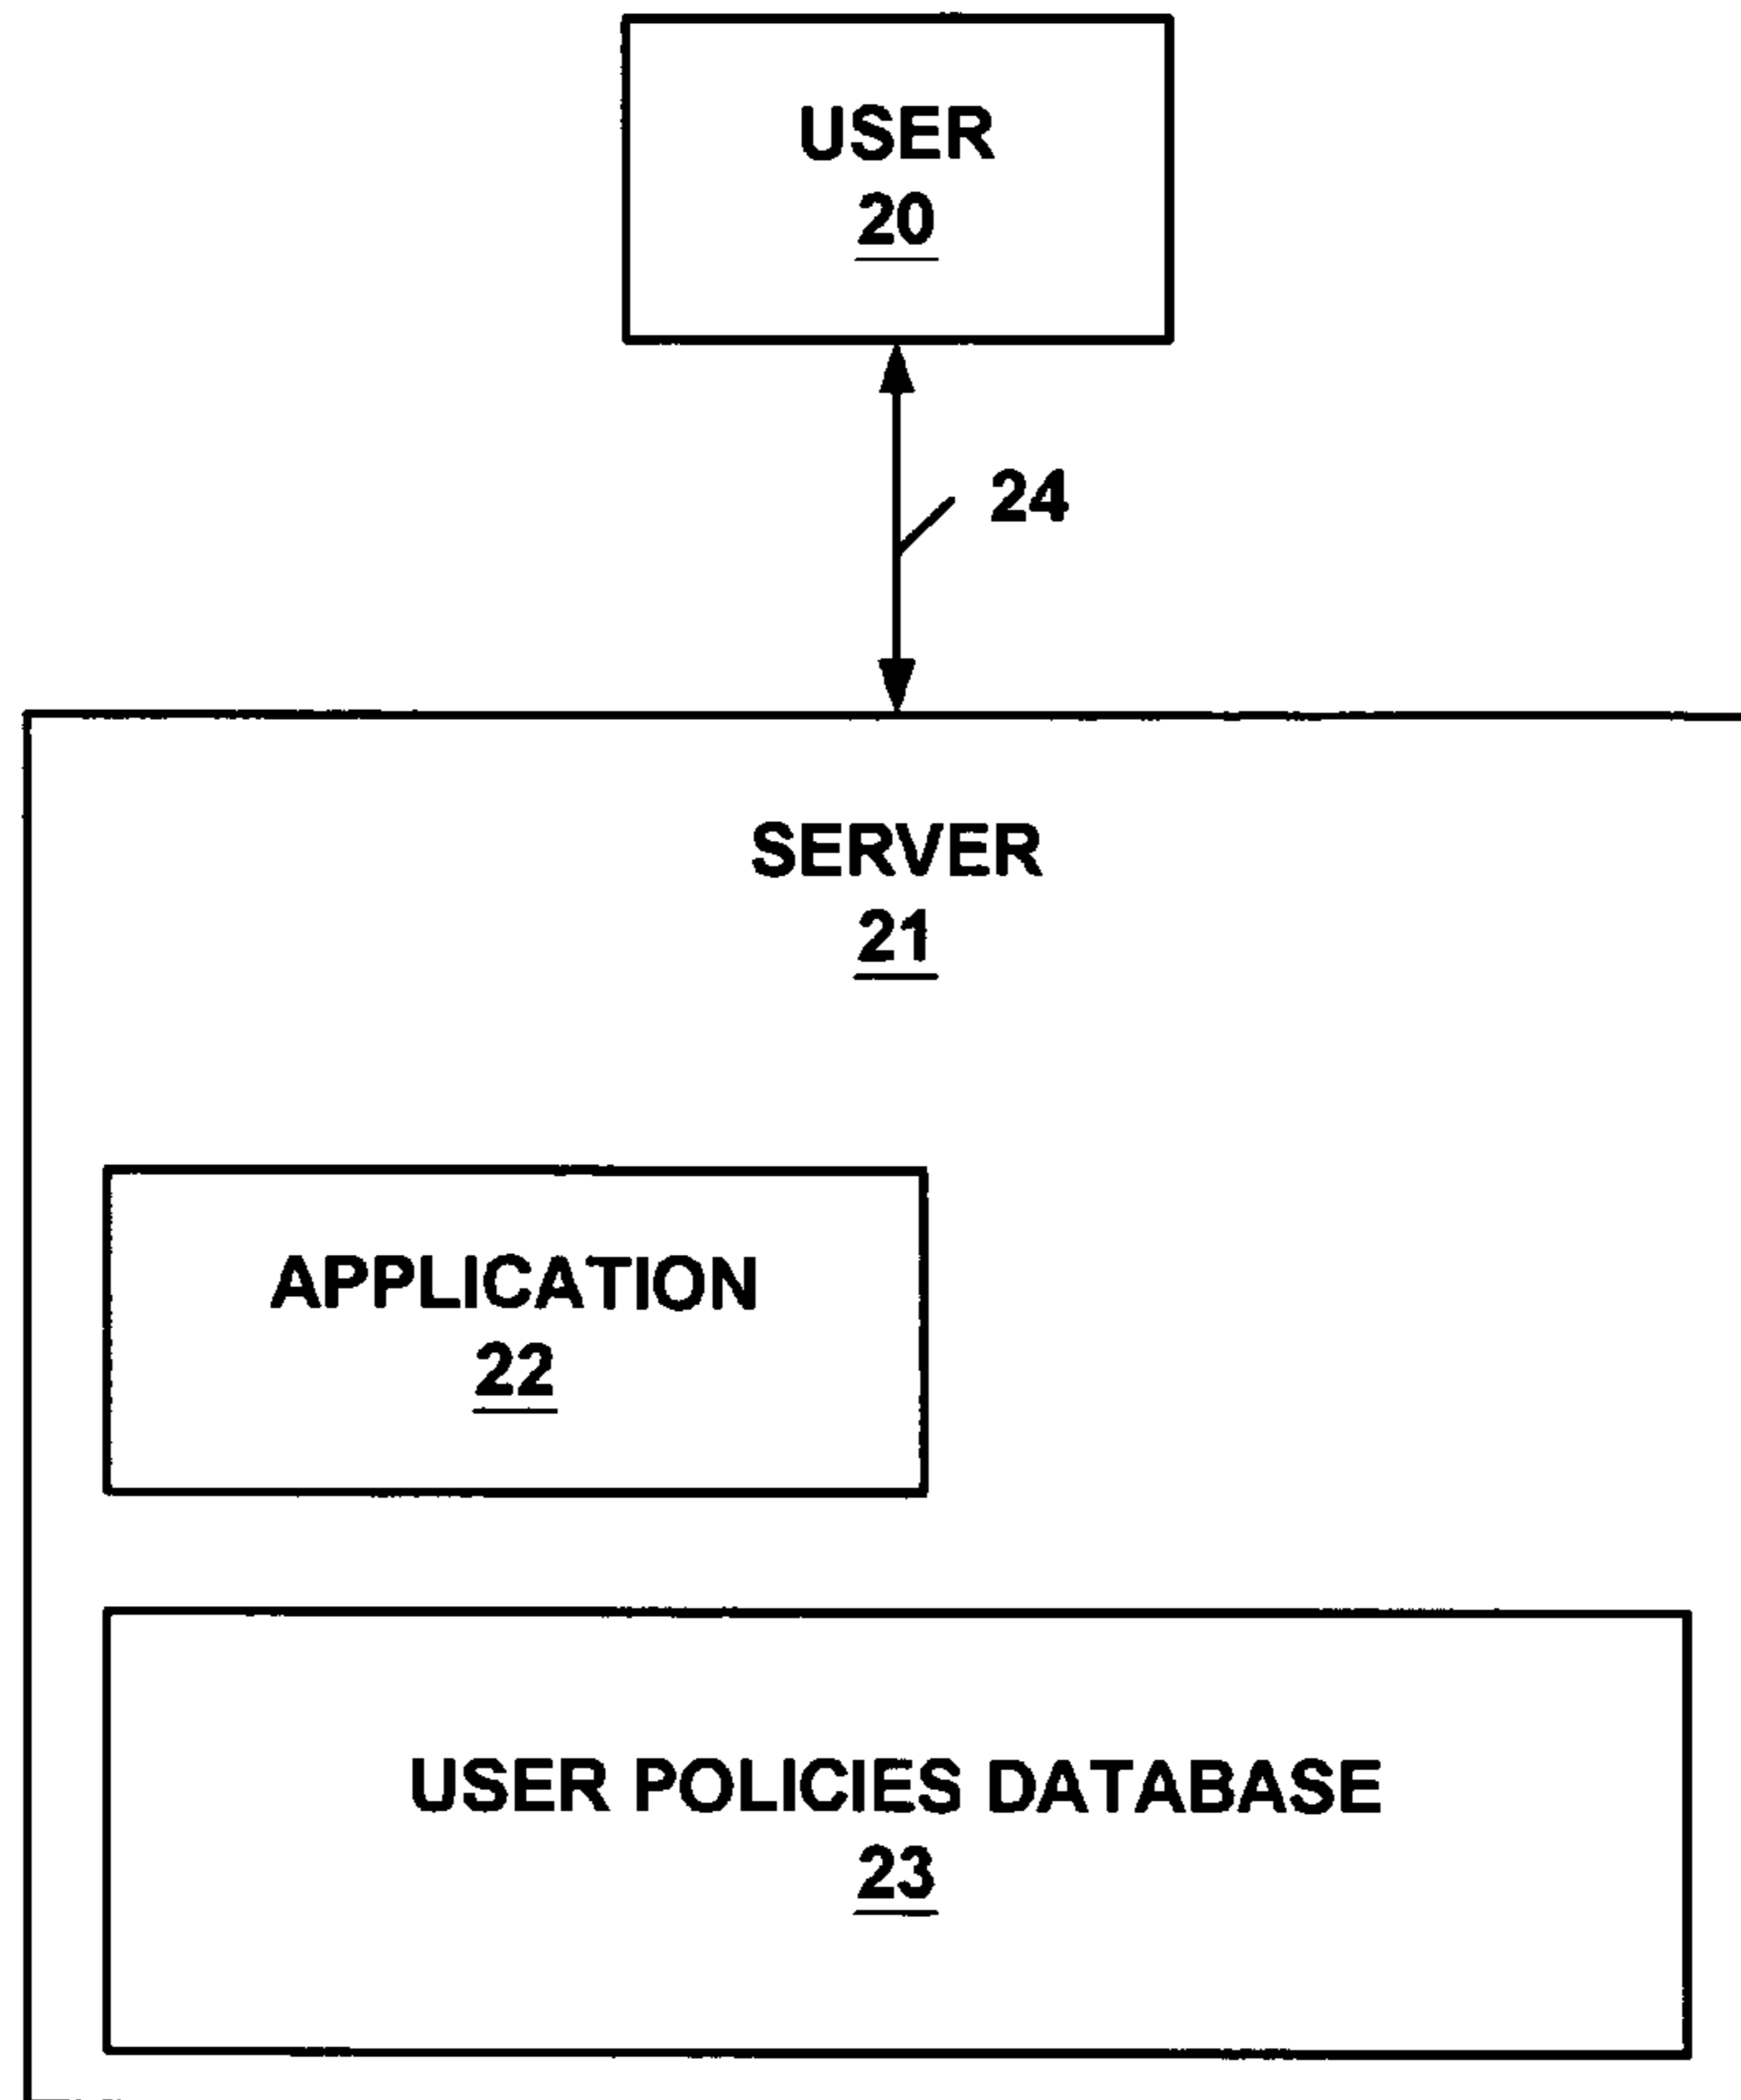 USER
20
24
SERVER
21
APPLICATION
22
USER POLICIES DATABASE
23